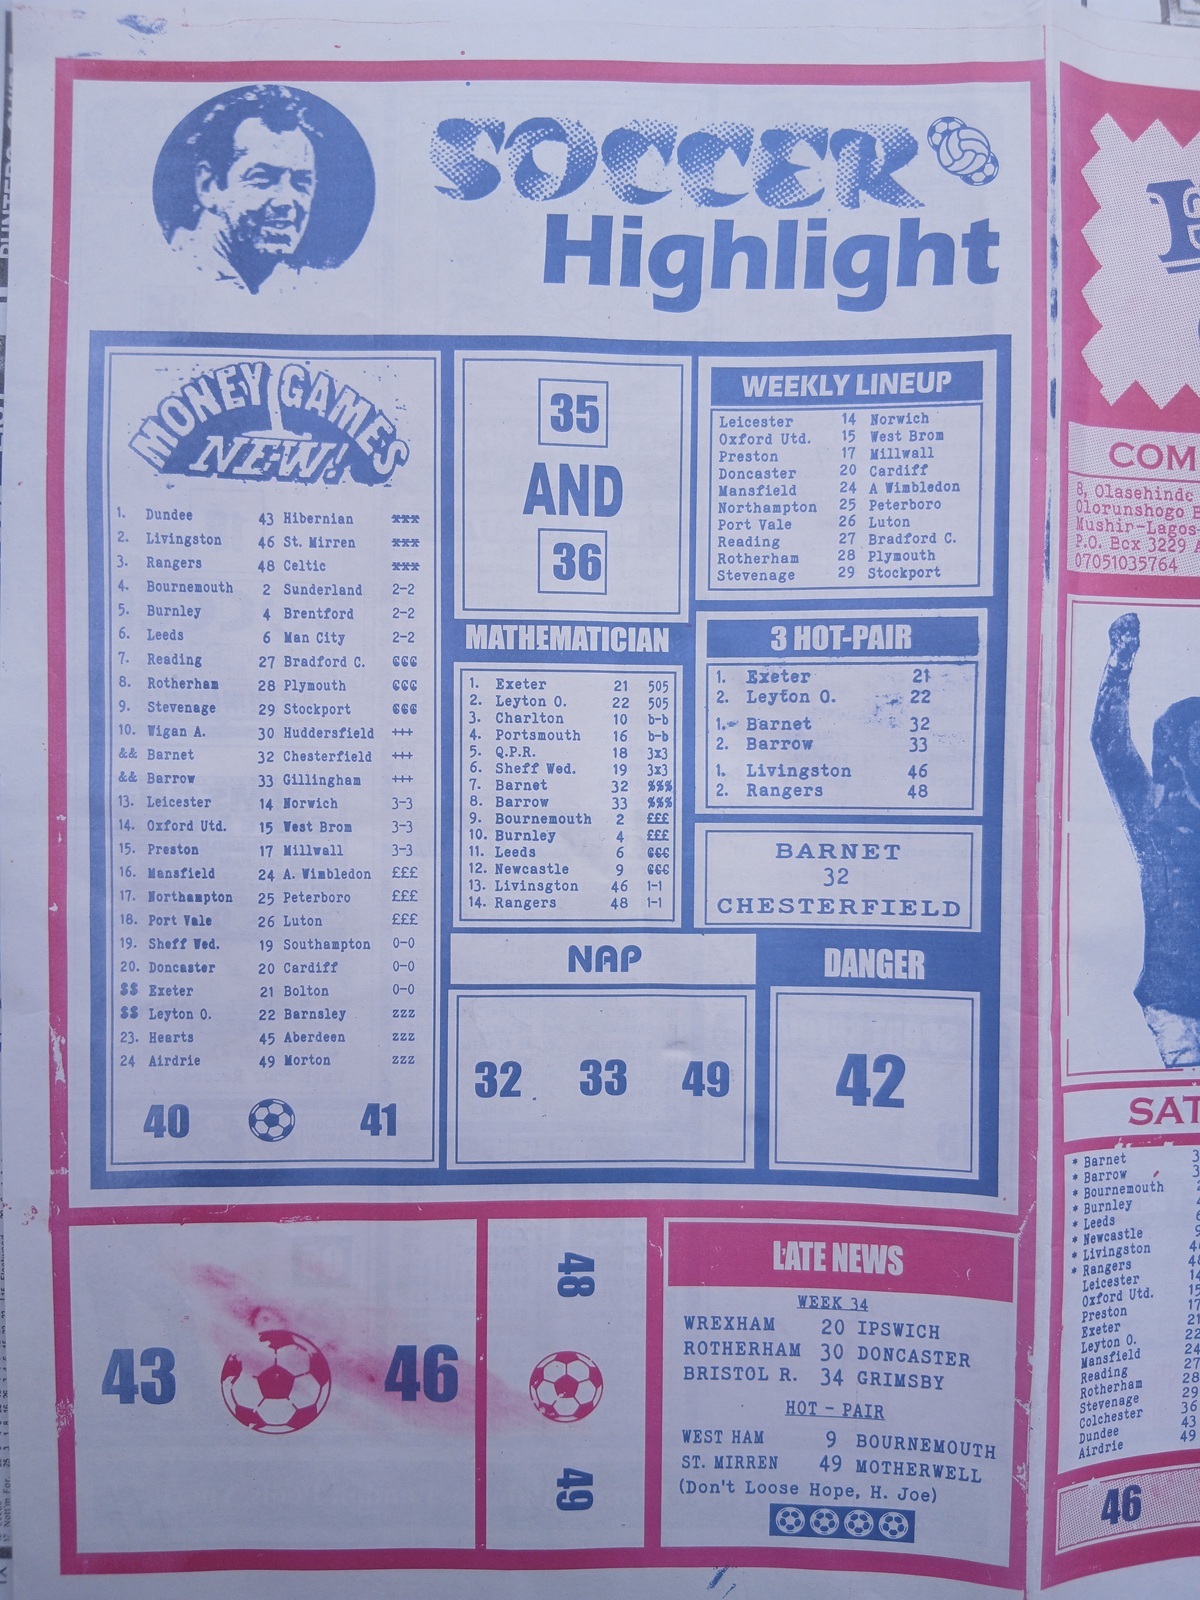 SOCCER
Highlight
MONEY GAMES
NEW!
1. Dundee 43 Hibernian xxx
2. Livingston 46 St. Mirren xxx
3. Rangers 48 Celtic xxx
4. Bournemouth 2 Sunderland 2-2
5. Burnley 4 Brentford 2-2
6. Leeds 6 Man City 2-2
7. Reading 27 Bradford C. ¢¢¢
8. Rotherham 28 Plymouth ¢¢¢
9. Stevenage 29 Stockport ¢¢¢
10. Wigan A. 30 Huddersfield +++
&& Barnet 32 Chesterfield +++
&& Barrow 33 Gillingham +++
13. Leicester 14 Norwich 3-3
14. Oxford Utd. 15 West Brom 3-3
15. Preston 17 Millwall 3-3
16. Mansfield 24 A. Wimbledon £££
17. Northampton 25 Peterboro £££
18. Port Vale 26 Luton £££
19. Sheff Wed. 19 Southampton 0-0
20. Doncaster 20 Cardiff 0-0
$$ Exeter 21 Bolton 0-0
$$ Leyton O. 22 Barnsley zzz
23. Hearts 45 Aberdeen zzz
24 Airdrie 49 Morton zzz
40 41
35
AND
36
MATHEMATICIAN
1. Exeter 21 505
2. Leyton O. 22 505
3. Charlton 10 b-b
4. Portsmouth 16 b-b
5. Q.P.R. 18 3x3
6. Sheff Wed. 19 3x3
7. Barnet 32 %%%
8. Barrow 33 %%%
9. Bournemouth 2 £££
10. Burnley 4 £££
11. Leeds 6 ¢¢¢
12. Newcastle 9 ¢¢¢
13. Livinsgton 46 1-1
14. Rangers 48 1-1
WEEKLY LINEUP
Leicester 14 Norwich
Oxford Utd. 15 West Brom
Preston 17 Millwall
Doncaster 20 Cardiff
Mansfield 24 A Wimbledon
Northampton 25 Peterboro
Port Vale 26 Luton
Reading 27 Bradford C.
Rotherham 28 Plymouth
Stevenage 29 Stockport
3 HOT-PAIR
1. Exeter 21
2. Leyton O. 22
1. Barnet 32
2. Barrow 33
1. Livingston 46
2. Rangers 48
BARNET
32
CHESTERFIELD
NAP
32 33 49
DANGER
42
43 46
48
49
LATE NEWS
WEEK 34
WREXHAM 20 IPSWICH
ROTHERHAM 30 DONCASTER
BRISTOL R. 34 GRIMSBY
HOT - PAIR
WEST HAM 9 BOURNEMOUTH
ST. MIRREN 49 MOTHERWELL
(Don't Loose Hope, H. Joe)
COM
8, Olasehinde
Olorunshogo
Mushir-Lagos
P.O. Box 3229
07051035764
SAT
* Barnet
* Barrow
* Bournemouth
* Burnley
* Leeds
* Newcastle
* Livingston
* Rangers
Leicester 14
Oxford Utd. 15
Preston 17
Exeter 21
Leyton O. 22
Mansfield 24
Reading 27
Rotherham 28
Stevenage 29
Colchester 36
Dundee 43
Airdrie 49
46